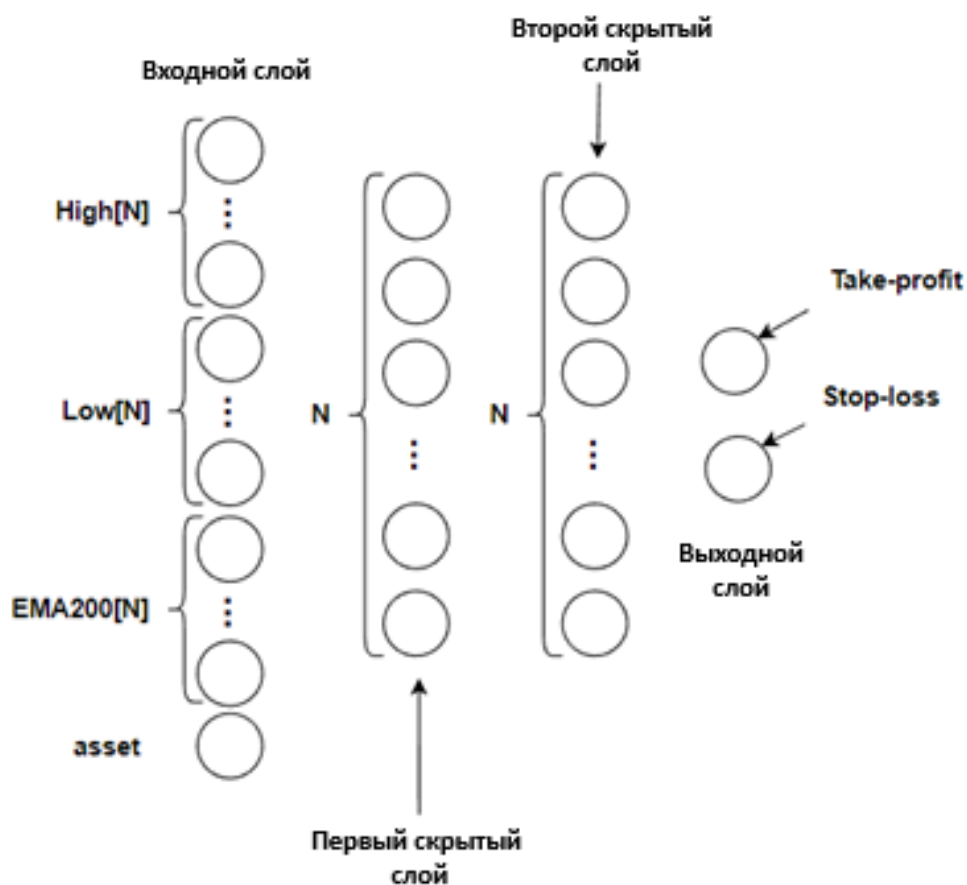 Второй скрытый
слой
Входной слой
High[N]
Take-profit
Low[N]
N
N
Stop-loss
Выходной
слой
EMA200[N]
asset
Первый скрытый
слой